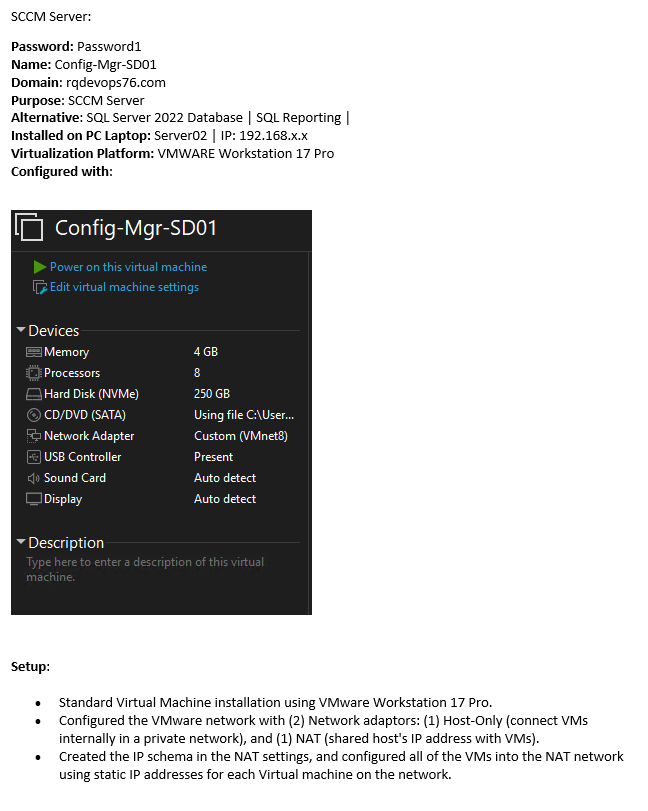 SCCM Server:
Password: Password1
Name: Config-Mgr-SD01
Domain: rqdevops76.com
Purpose: SCCM Server
Alternative: SQL Server 2022 Database | SQL Reporting |
Installed on PC Laptop: Server02 | IP: 192.168.x.x
Virtualization Platform: VMWARE Workstation 17 Pro
Configured with:
Config-Mgr-SD01
Power on this virtual machine
Edit virtual machine settings
Devices
Memory 4 GB
Processors 8
Hard Disk (NVMe) 250 GB
CD/DVD (SATA) Using file C:\User...
Network Adapter Custom (VMnet8)
USB Controller Present
Sound Card Auto detect
Display Auto detect
Description
Type here to enter a description of this virtual
machine.
Setup:
• Standard Virtual Machine installation using VMware Workstation 17 Pro.
• Configured the VMware network with (2) Network adaptors: (1) Host-Only (connect VMs
internally in a private network), and (1) NAT (shared host's IP address with VMs).
• Created the IP schema in the NAT settings, and configured all of the VMs into the NAT network
using static IP addresses for each Virtual machine on the network.